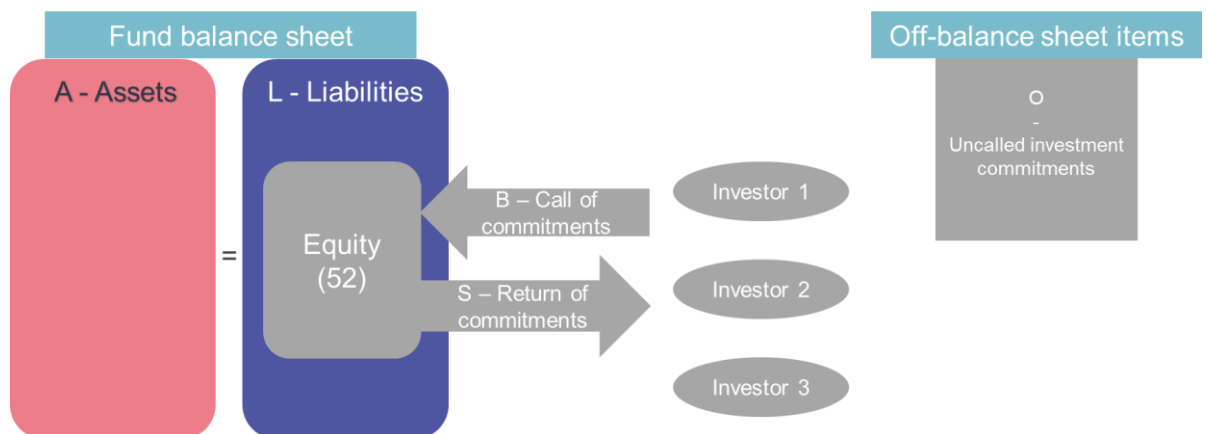 Fund balance sheet
Off-balance sheet items
A - Assets
L - Liabilities
O
-
Uncalled investment
commitments
B – Call of
commitments
Investor 1
Equity
(52)
=
S – Return of
commitments
Investor 2
Investor 3